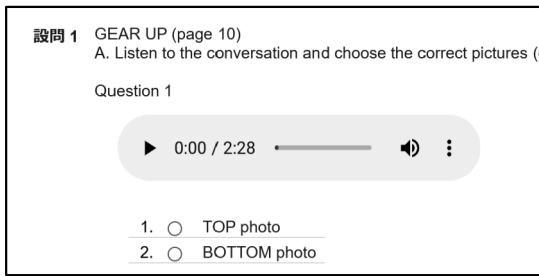 設問 1 GEAR UP (page 10)
A. Listen to the conversation and choose the correct pictures (
Question 1
0:00 / 2:28
1. TOP photo
2. BOTTOM photo